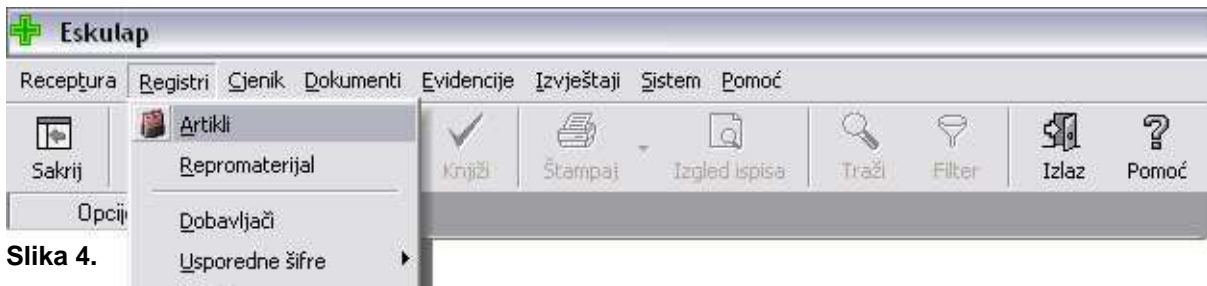 Eskulap
Receptura Registri Cjenik Dokumenti Evidencije Izvještaji Sistem Pomoć
Artikli
Sakrij Knjiži Štampaj Izgled ispisa Traži Filter Izlaz Pomoć
Repromaterijal
Dobavljači
Slika 4.
Usporedne šifre